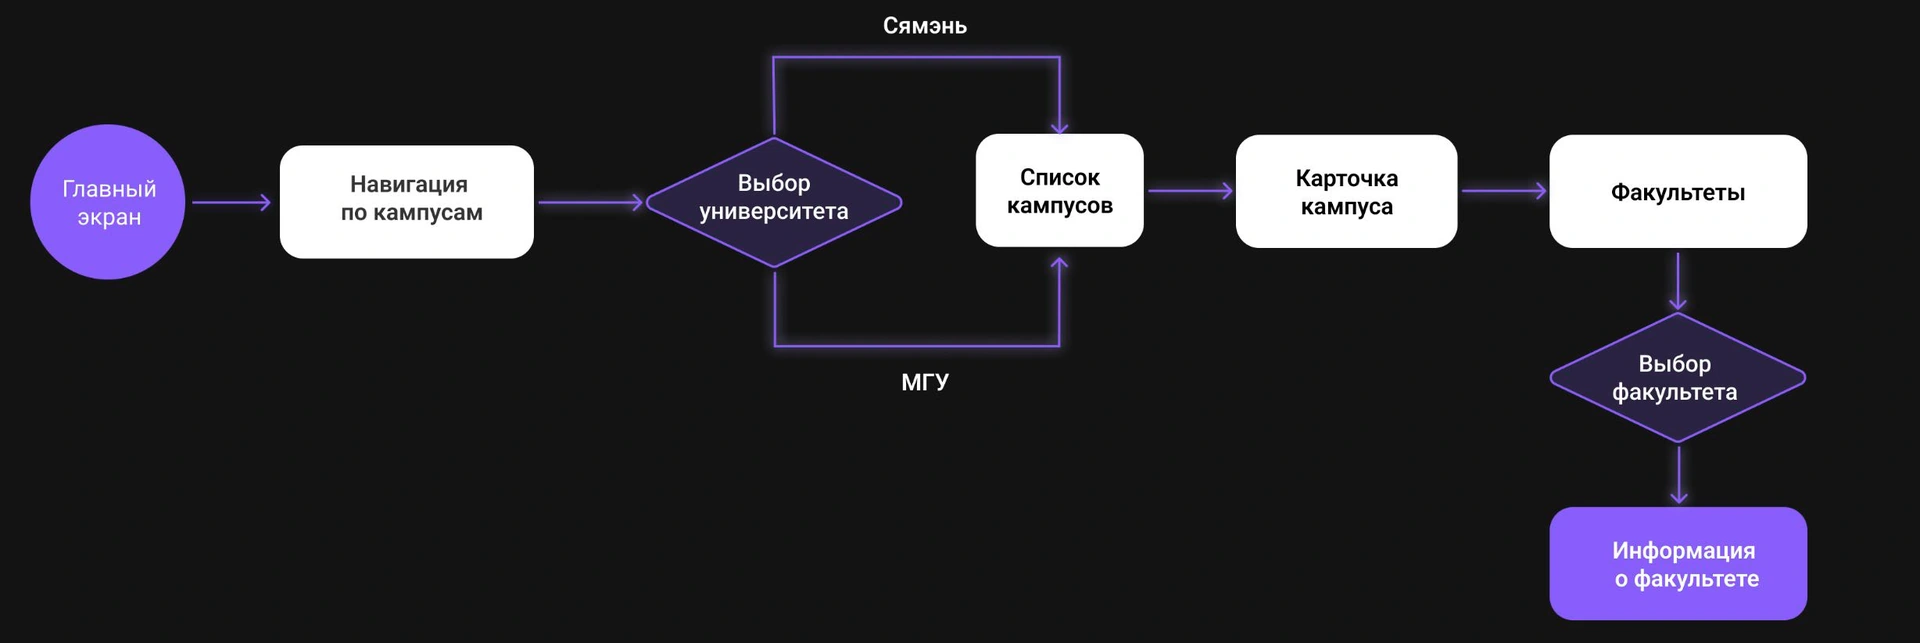 Сямэнь
Главный
экран
Навигация
по кампусам
Выбор
университета
Список
кампусов
Карточка
кампуса
Факультеты
МГУ
Выбор
факультета
Информация
о факультете